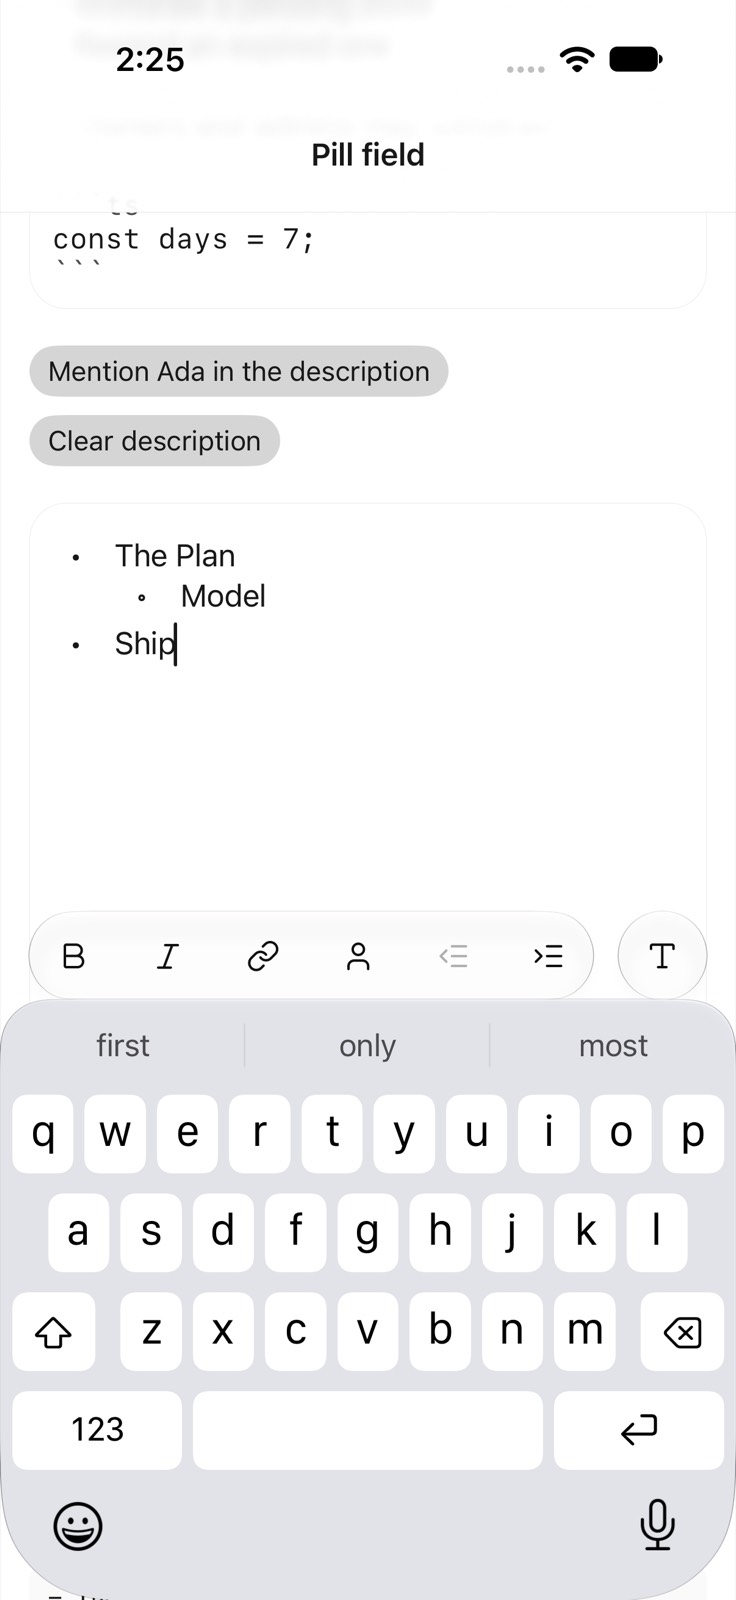 2:25
Pill field
ts
const days = 7;
```
Mention Ada in the description
Clear description
• The Plan
◦ Model
• Ship
B I T
first only most
q w e r t y u i o p
a s d f g h j k l
z x c v b n m
123